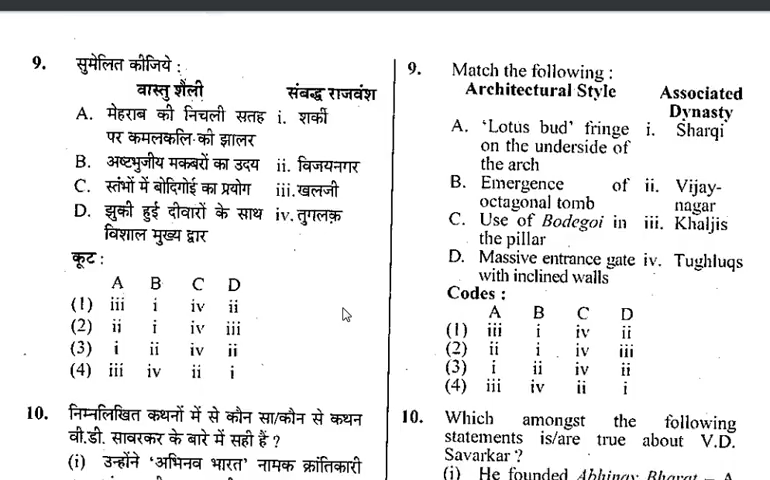 9. सुमेलित कीजिये :
वास्तु शैली संबद्ध राजवंश
A. मेहराब की निचली सतह i. शर्की
पर कमलकलि की झालर
B. अष्टभुजीय मकबरों का उदय ii. विजयनगर
C. स्तंभों में बोदिगोई का प्रयोग iii. खलजी
D. झुकी हुई दीवारों के साथ iv. तुगलक़
विशाल मुख्य द्वार
कूट :
A B C D
(1) iii i iv ii
(2) ii i iv iii
(3) i ii iv ii
(4) iii iv ii i
10. निम्नलिखित कथनों में से कौन सा/कौन से कथन
वी.डी. सावरकर के बारे में सही हैं ?
(i) उन्होंने ‘अभिनव भारत’ नामक क्रांतिकारी
9. Match the following :
Architectural Style Associated
Dynasty
A. ‘Lotus bud’ fringe i. Sharqi
on the underside of
the arch
B. Emergence of ii. Vijay-
octagonal tomb nagar
C. Use of Bodegoi in iii. Khaljis
the pillar
D. Massive entrance gate iv. Tughluqs
with inclined walls
Codes :
A B C D
(1) iii i iv ii
(2) ii i iv iii
(3) i ii iv ii
(4) iii iv ii i
10. Which amongst the following
statements is/are true about V.D.
Savarkar ?
(i) He founded Abhinav Bharat – A